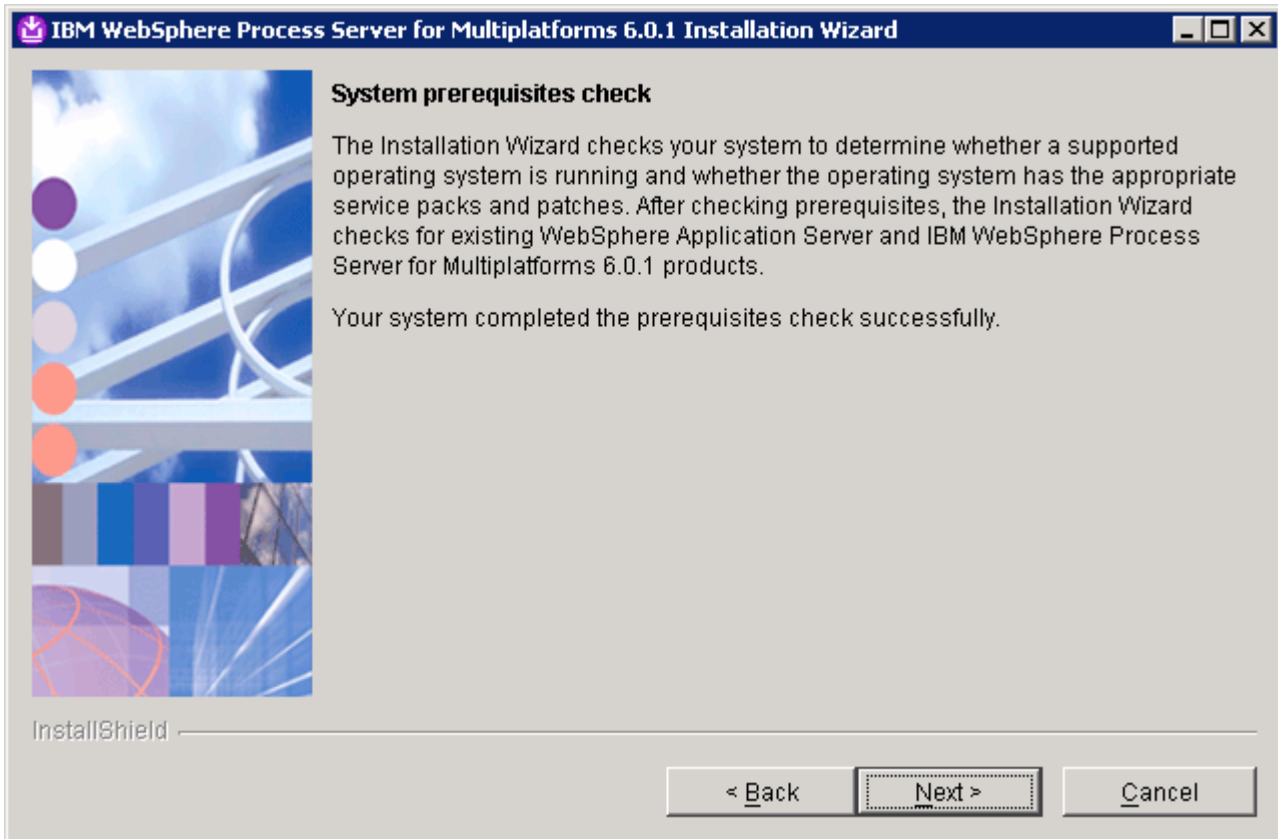 IBM WebSphere Process Server for Multiplatforms 6.0.1 Installation Wizard
System prerequisites check
The Installation Wizard checks your system to determine whether a supported
operating system is running and whether the operating system has the appropriate
service packs and patches. After checking prerequisites, the Installation Wizard
checks for existing WebSphere Application Server and IBM WebSphere Process
Server for Multiplatforms 6.0.1 products.
Your system completed the prerequisites check successfully.
InstallShield
< Back Next > Cancel